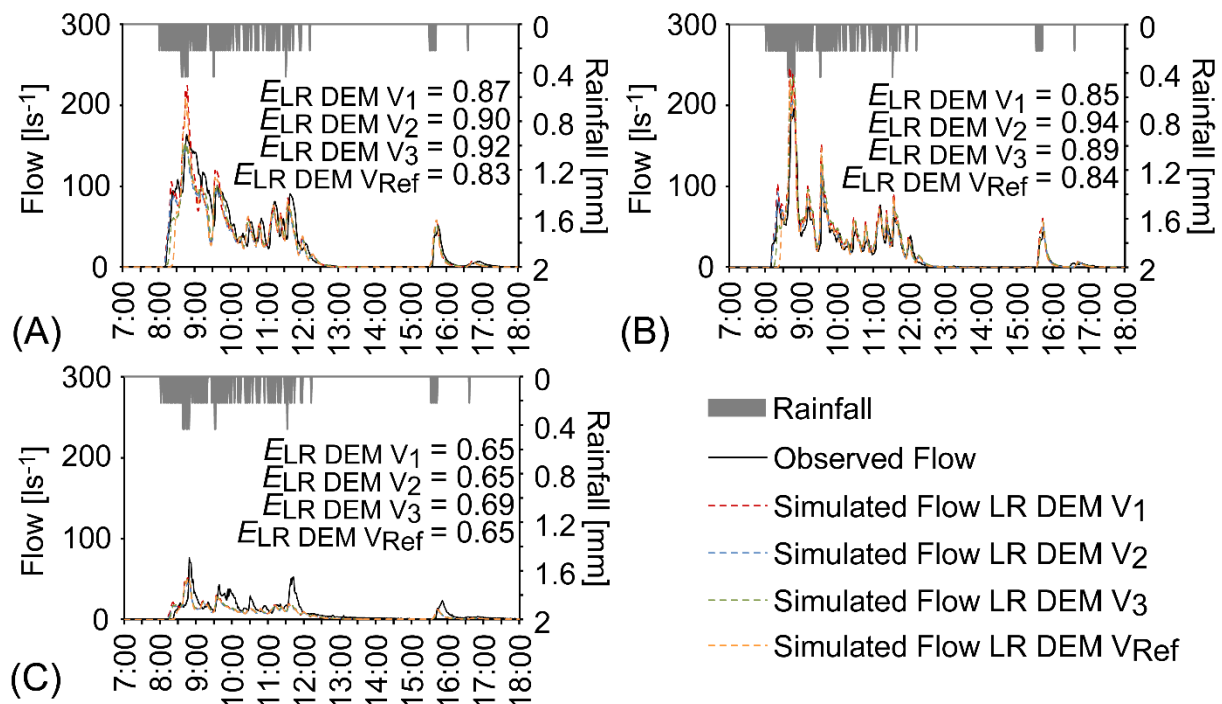 300
200
100
0
Flow [ls⁻¹]
0
0.4
0.8
1.2
1.6
2
Rainfall [mm]
E_LR DEM V₁ = 0.87
E_LR DEM V₂ = 0.90
E_LR DEM V₃ = 0.92
E_LR DEM V_Ref = 0.83
7:00 8:00 9:00 10:00 11:00 12:00 13:00 14:00 15:00 16:00 17:00 18:00
(A)
300
200
100
0
Flow [ls⁻¹]
0
0.4
0.8
1.2
1.6
2
Rainfall [mm]
E_LR DEM V₁ = 0.85
E_LR DEM V₂ = 0.94
E_LR DEM V₃ = 0.89
E_LR DEM V_Ref = 0.84
7:00 8:00 9:00 10:00 11:00 12:00 13:00 14:00 15:00 16:00 17:00 18:00
(B)
300
200
100
0
Flow [ls⁻¹]
0
0.4
0.8
1.2
1.6
2
Rainfall [mm]
E_LR DEM V₁ = 0.65
E_LR DEM V₂ = 0.65
E_LR DEM V₃ = 0.69
E_LR DEM V_Ref = 0.65
7:00 8:00 9:00 10:00 11:00 12:00 13:00 14:00 15:00 16:00 17:00 18:00
(C)
Rainfall
Observed Flow
Simulated Flow LR DEM V₁
Simulated Flow LR DEM V₂
Simulated Flow LR DEM V₃
Simulated Flow LR DEM V_Ref